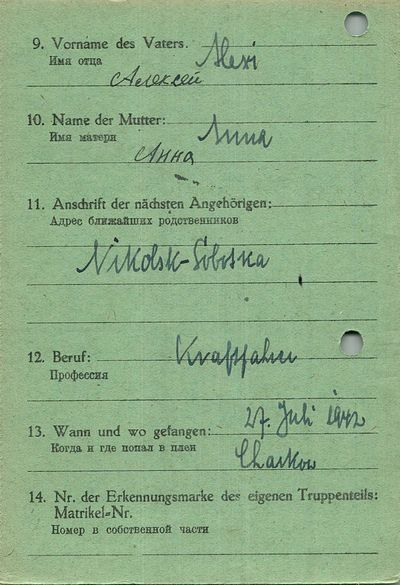 9. Vorname des Vaters. Alexi
Имя отца
Алексей
10. Name der Mutter: Anna
Имя матери
Анна
11. Anschrift der nächsten Angehörigen:
Адрес ближайших родственников
Nikolsk-Sloboska
12. Beruf: Kraftfahrer
Профессия
27. Juli 1942
13. Wann und wo gefangen:
Когда и где попал в плен
Charkow
14. Nr. der Erkennungsmarke des eigenen Truppenteils:
Matrikel-Nr.
Номер в собственной части